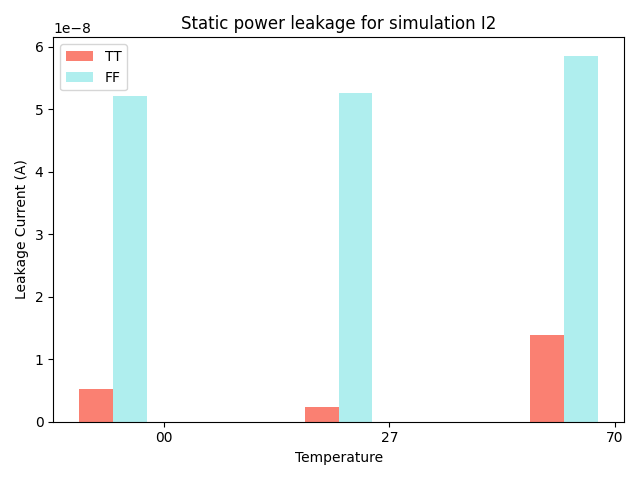 Static power leakage for simulation I2
1e−8
TT
FF
6
5
4
3
2
1
0
Leakage Current (A)
00
27
70
Temperature